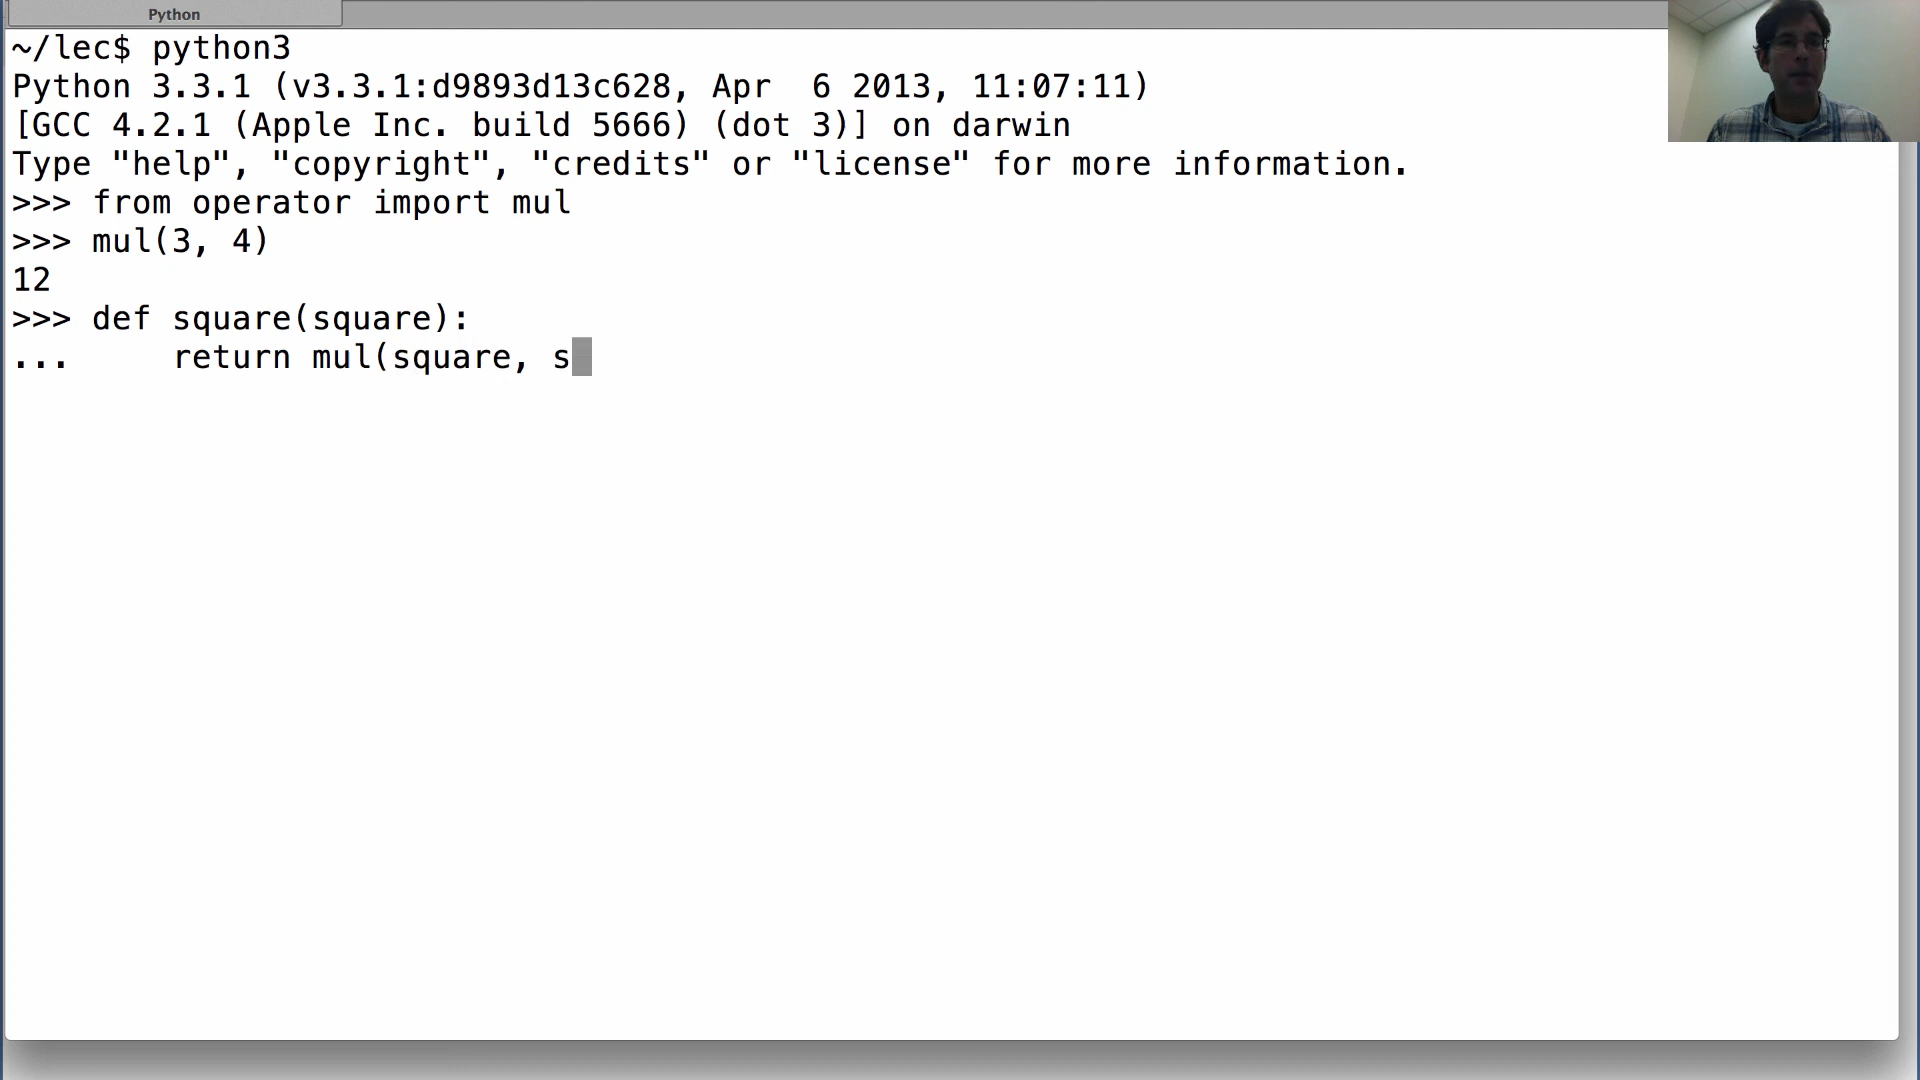 Python
~/lec$ python3
Python 3.3.1 (v3.3.1:d9893d13c628, Apr  6 2013, 11:07:11)
[GCC 4.2.1 (Apple Inc. build 5666) (dot 3)] on darwin
Type "help", "copyright", "credits" or "license" for more information.
>>> from operator import mul
>>> mul(3, 4)
12
>>> def square(square):
...     return mul(square, s